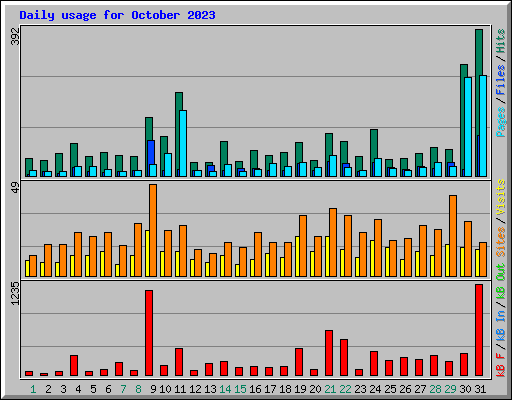 Daily usage for October 2023
392
Pages / Files / Hits
49
Sites / Visits
1235
kB F / kB In / kB Out
1 2 3 4 5 6 7 8 9 10 11 12 13 14 15 16 17 18 19 20 21 22 23 24 25 26 27 28 29 30 31